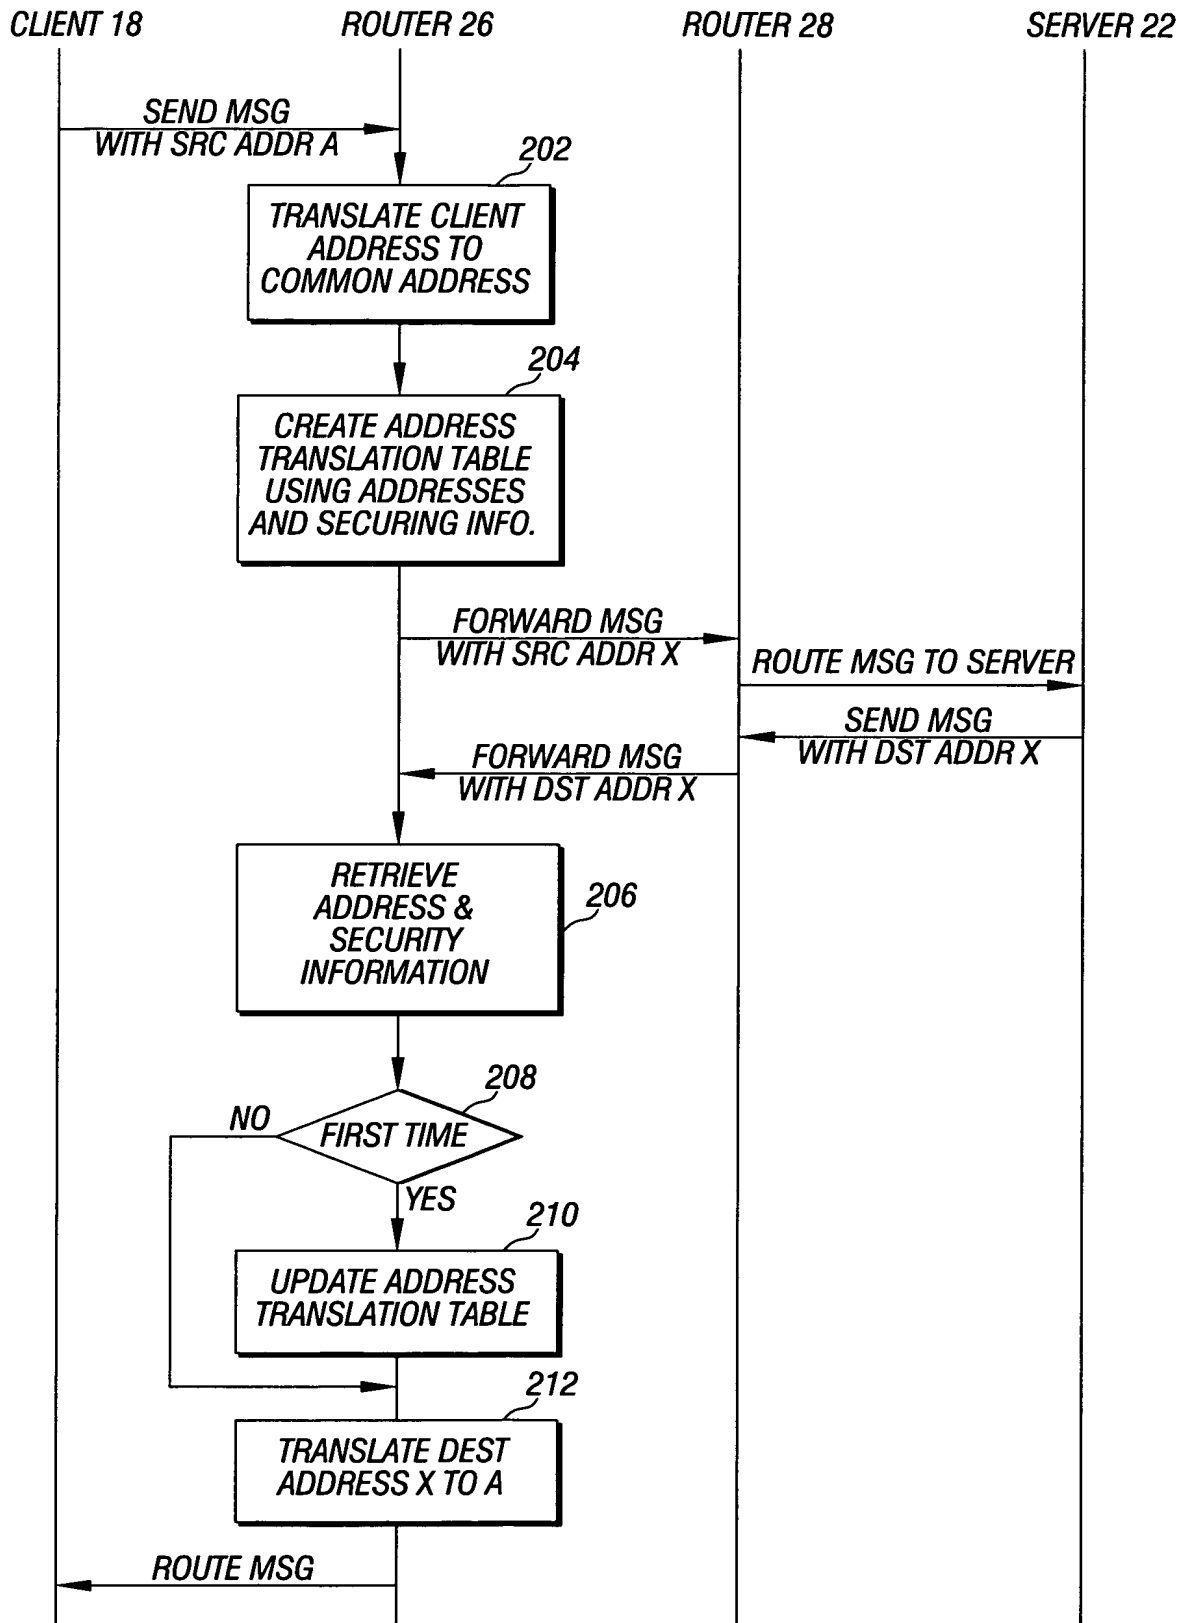 CLIENT 18
ROUTER 26
ROUTER 28
SERVER 22
SEND MSG
WITH SRC ADDR A
202
TRANSLATE CLIENT
ADDRESS TO
COMMON ADDRESS
204
CREATE ADDRESS
TRANSLATION TABLE
USING ADDRESSES
AND SECURING INFO.
FORWARD MSG
WITH SRC ADDR X
ROUTE MSG TO SERVER
SEND MSG
WITH DST ADDR X
FORWARD MSG
WITH DST ADDR X
RETRIEVE
ADDRESS &
SECURITY
INFORMATION
206
208
NO
FIRST TIME
YES
210
UPDATE ADDRESS
TRANSLATION TABLE
212
TRANSLATE DEST
ADDRESS X TO A
ROUTE MSG